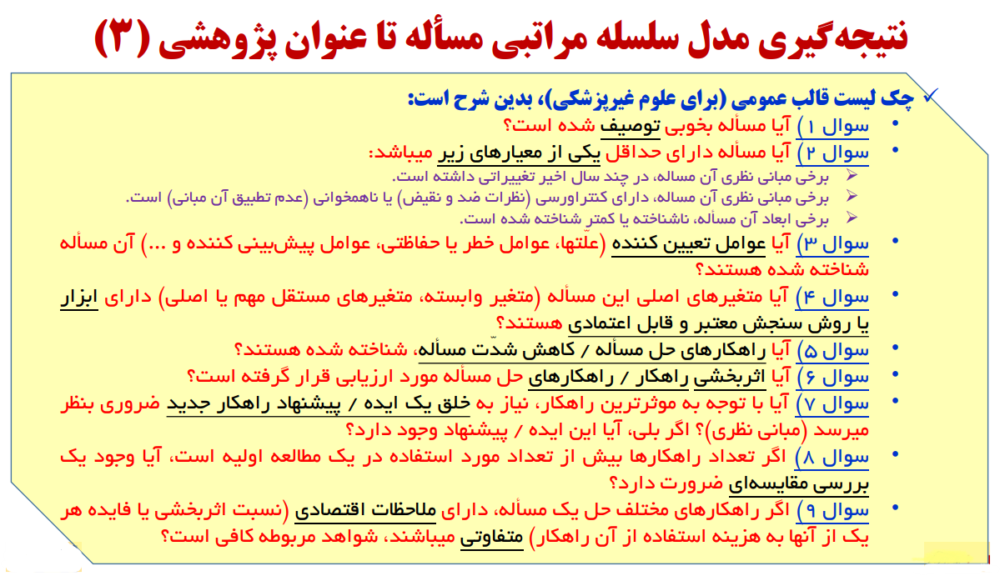 نتیجه‌گیری مدل سلسله مراتبی مسأله تا عنوان پژوهشی (۳)
✓ چک لیست قالب عمومی (برای علوم غیرپزشکی)، بدین شرح است:
• سوال ۱) آیا مسأله بخوبی توصیف شده است؟
• سوال ۲) آیا مسأله دارای حداقل یکی از معیارهای زیر میباشد:
➢ برخی مبانی نظری آن مساله، در چند سال اخیر تغییراتی داشته است.
➢ برخی مبانی نظری آن مساله، دارای کنتراورسی (نظرات ضد و نقیض) یا ناهمخوانی (عدم تطبیق آن مبانی) است.
➢ برخی ابعاد آن مسأله، ناشناخته یا کمتر شناخته شده است.
• سوال ۳) آیا عوامل تعیین کننده (علّتها، عوامل خطر یا حفاظتی، عوامل پیش‌بینی کننده و ...) آن مسأله
شناخته شده هستند؟
• سوال ۴) آیا متغیرهای اصلی این مسأله (متغیر وابسته، متغیرهای مستقل مهم یا اصلی) دارای ابزار
یا روش سنجش معتبر و قابل اعتمادی هستند؟
• سوال ۵) آیا راهکارهای حل مسأله / کاهش شدّت مسأله، شناخته شده هستند؟
• سوال ۶) آیا اثربخشی راهکار / راهکارهای حل مسأله مورد ارزیابی قرار گرفته است؟
• سوال ۷) آیا با توجه به موثرترین راهکار، نیاز به خلق یک ایده / پیشنهاد راهکار جدید ضروری بنظر
میرسد (مبانی نظری)؟ اگر بلی، آیا این ایده / پیشنهاد وجود دارد؟
• سوال ۸) اگر تعداد راهکارها بیش از تعداد مورد استفاده در یک مطالعه اولیه است، آیا وجود یک
بررسی مقایسه‌ای ضرورت دارد؟
• سوال ۹) اگر راهکارهای مختلف حل یک مسأله، دارای ملاحظات اقتصادی (نسبت اثربخشی یا فایده هر
یک از آنها به هزینه استفاده از آن راهکار) متفاوتی میباشند، شواهد مربوطه کافی است؟